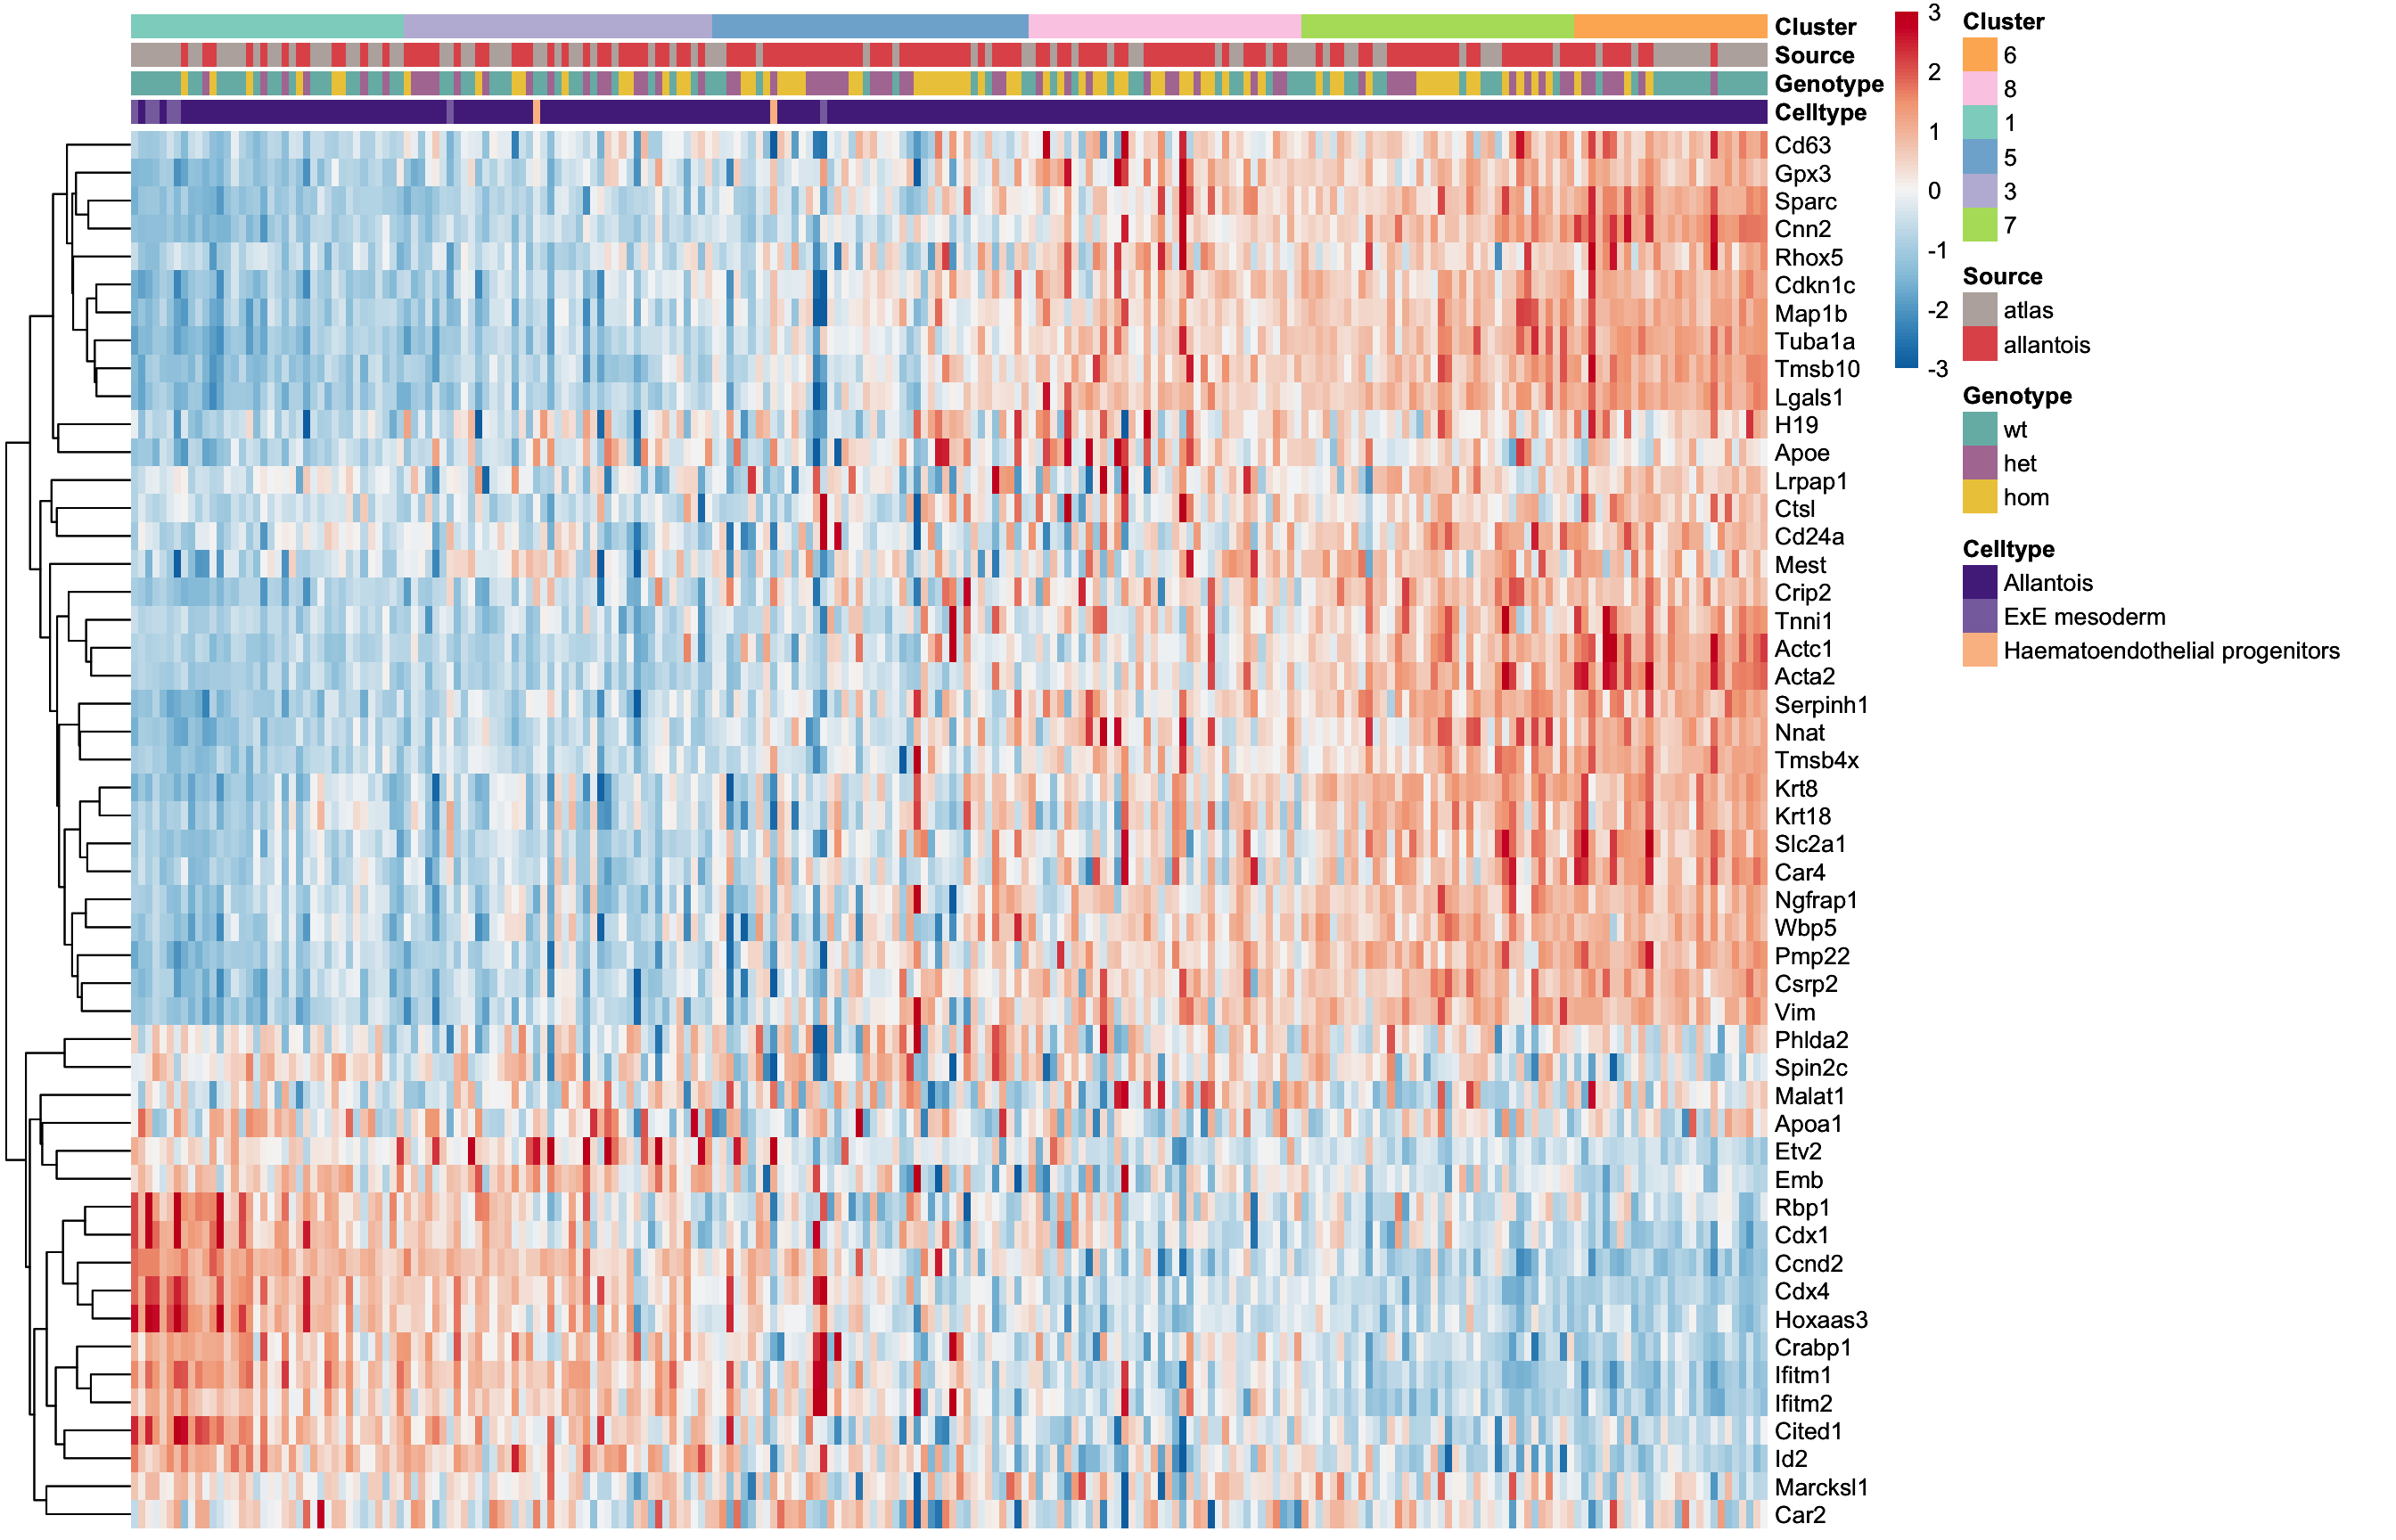 Cluster
Source
Genotype
Celltype
Cd63
Gpx3
Sparc
Cnn2
Rhox5
Cdkn1c
Map1b
Tuba1a
Tmsb10
Lgals1
H19
Apoe
Lrpap1
Ctsl
Cd24a
Mest
Crip2
Tnni1
Actc1
Acta2
Serpinh1
Nnat
Tmsb4x
Krt8
Krt18
Slc2a1
Car4
Ngfrap1
Wbp5
Pmp22
Csrp2
Vim
Phlda2
Spin2c
Malat1
Apoa1
Etv2
Emb
Rbp1
Cdx1
Ccnd2
Cdx4
Hoxaas3
Crabp1
Ifitm1
Ifitm2
Cited1
Id2
Marcksl1
Car2
3
2
1
0
-1
-2
-3
Cluster
6
8
1
5
3
7
Source
atlas
allantois
Genotype
wt
het
hom
Celltype
Allantois
ExE mesoderm
Haematoendothelial progenitors